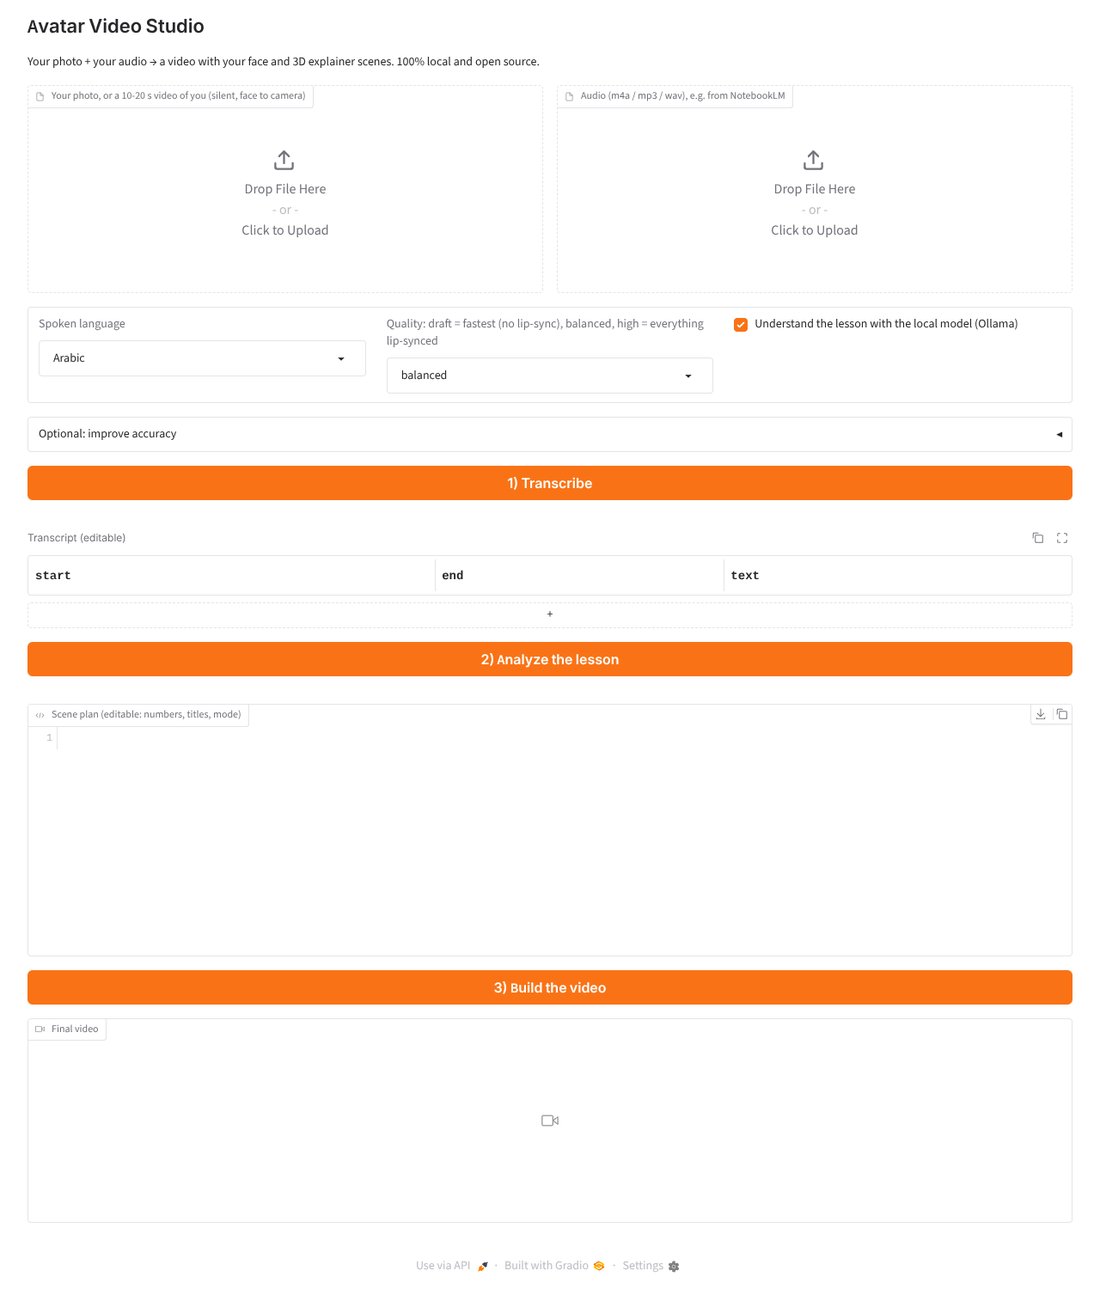 Avatar Video Studio
Your photo + your audio → a video with your face and 3D explainer scenes. 100% local and open source.
Your photo, or a 10-20 s video of you (silent, face to camera)
Drop File Here
- or -
Click to Upload
Audio (m4a / mp3 / wav), e.g. from NotebookLM
Drop File Here
- or -
Click to Upload
Spoken language
Arabic
Quality: draft = fastest (no lip-sync), balanced, high = everything
lip-synced
balanced
Understand the lesson with the local model (Ollama)
Optional: improve accuracy
1) Transcribe
Transcript (editable)
start end text
+
2) Analyze the lesson
Scene plan (editable: numbers, titles, mode)
1
3) Build the video
Final video
Use via API · Built with Gradio · Settings